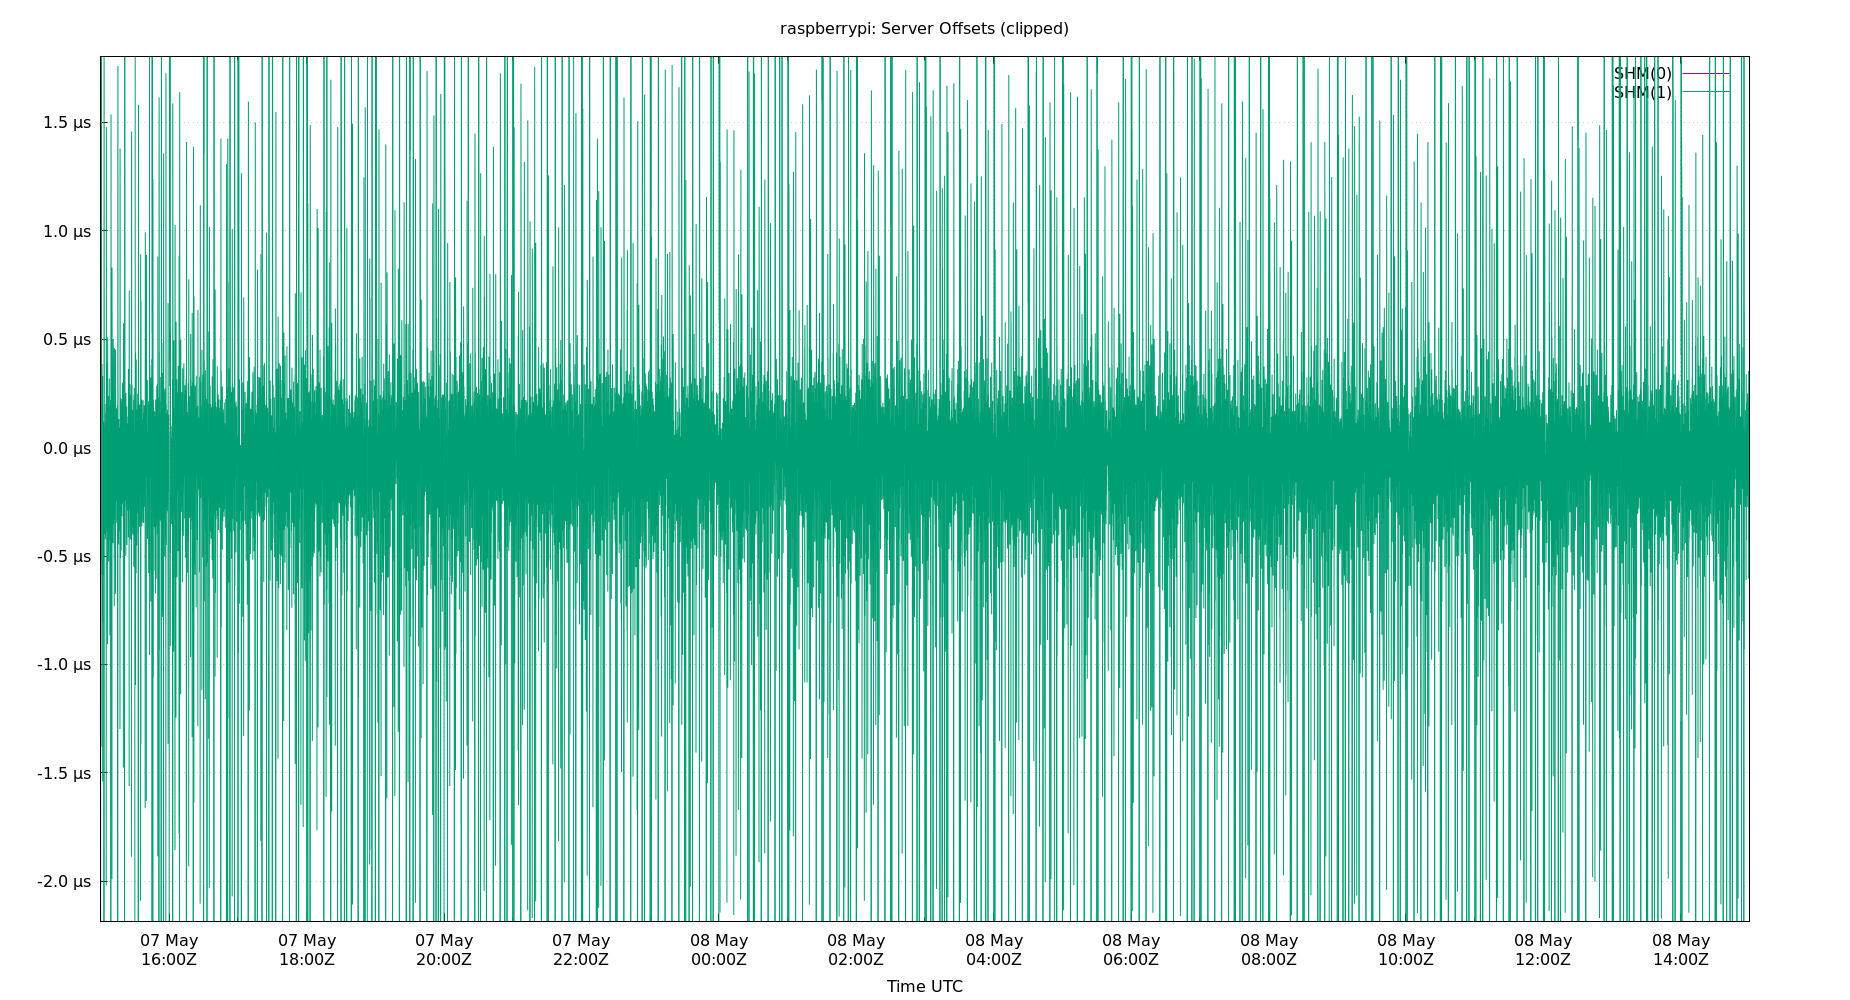 raspberrypi: Server Offsets (clipped)
SHM(0)
SHM(1)
1.5 µs
1.0 µs
0.5 µs
0.0 µs
-0.5 µs
-1.0 µs
-1.5 µs
-2.0 µs
07 May 07 May 07 May 07 May 08 May 08 May 08 May 08 May 08 May 08 May 08 May 08 May
16:00Z 18:00Z 20:00Z 22:00Z 00:00Z 02:00Z 04:00Z 06:00Z 08:00Z 10:00Z 12:00Z 14:00Z
Time UTC